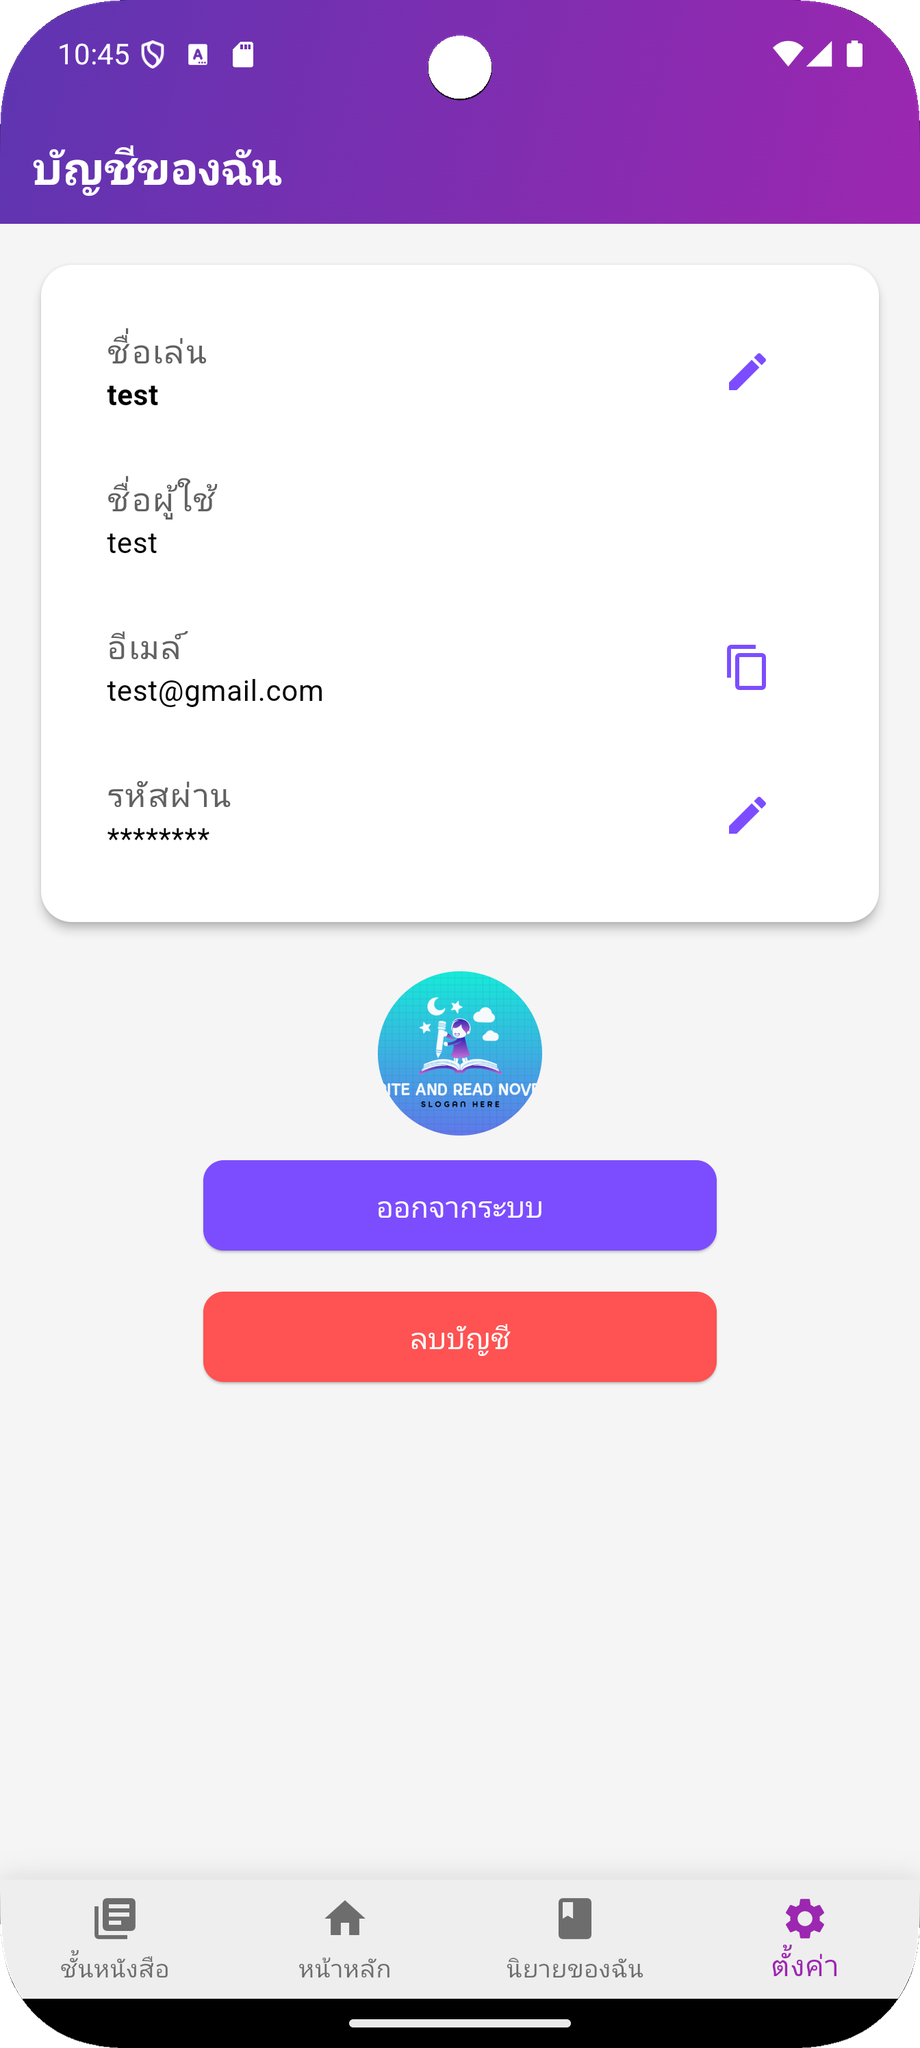 10:45
บัญชีของฉัน
ชื่อเล่น
test
ชื่อผู้ใช้
test
อีเมล์
test@gmail.com
รหัสผ่าน
********
ITE AND READ NOV
SLOGAN HERE
ออกจากระบบ
ลบบัญชี
ชั้นหนังสือ
หน้าหลัก
นิยายของฉัน
ตั้งค่า